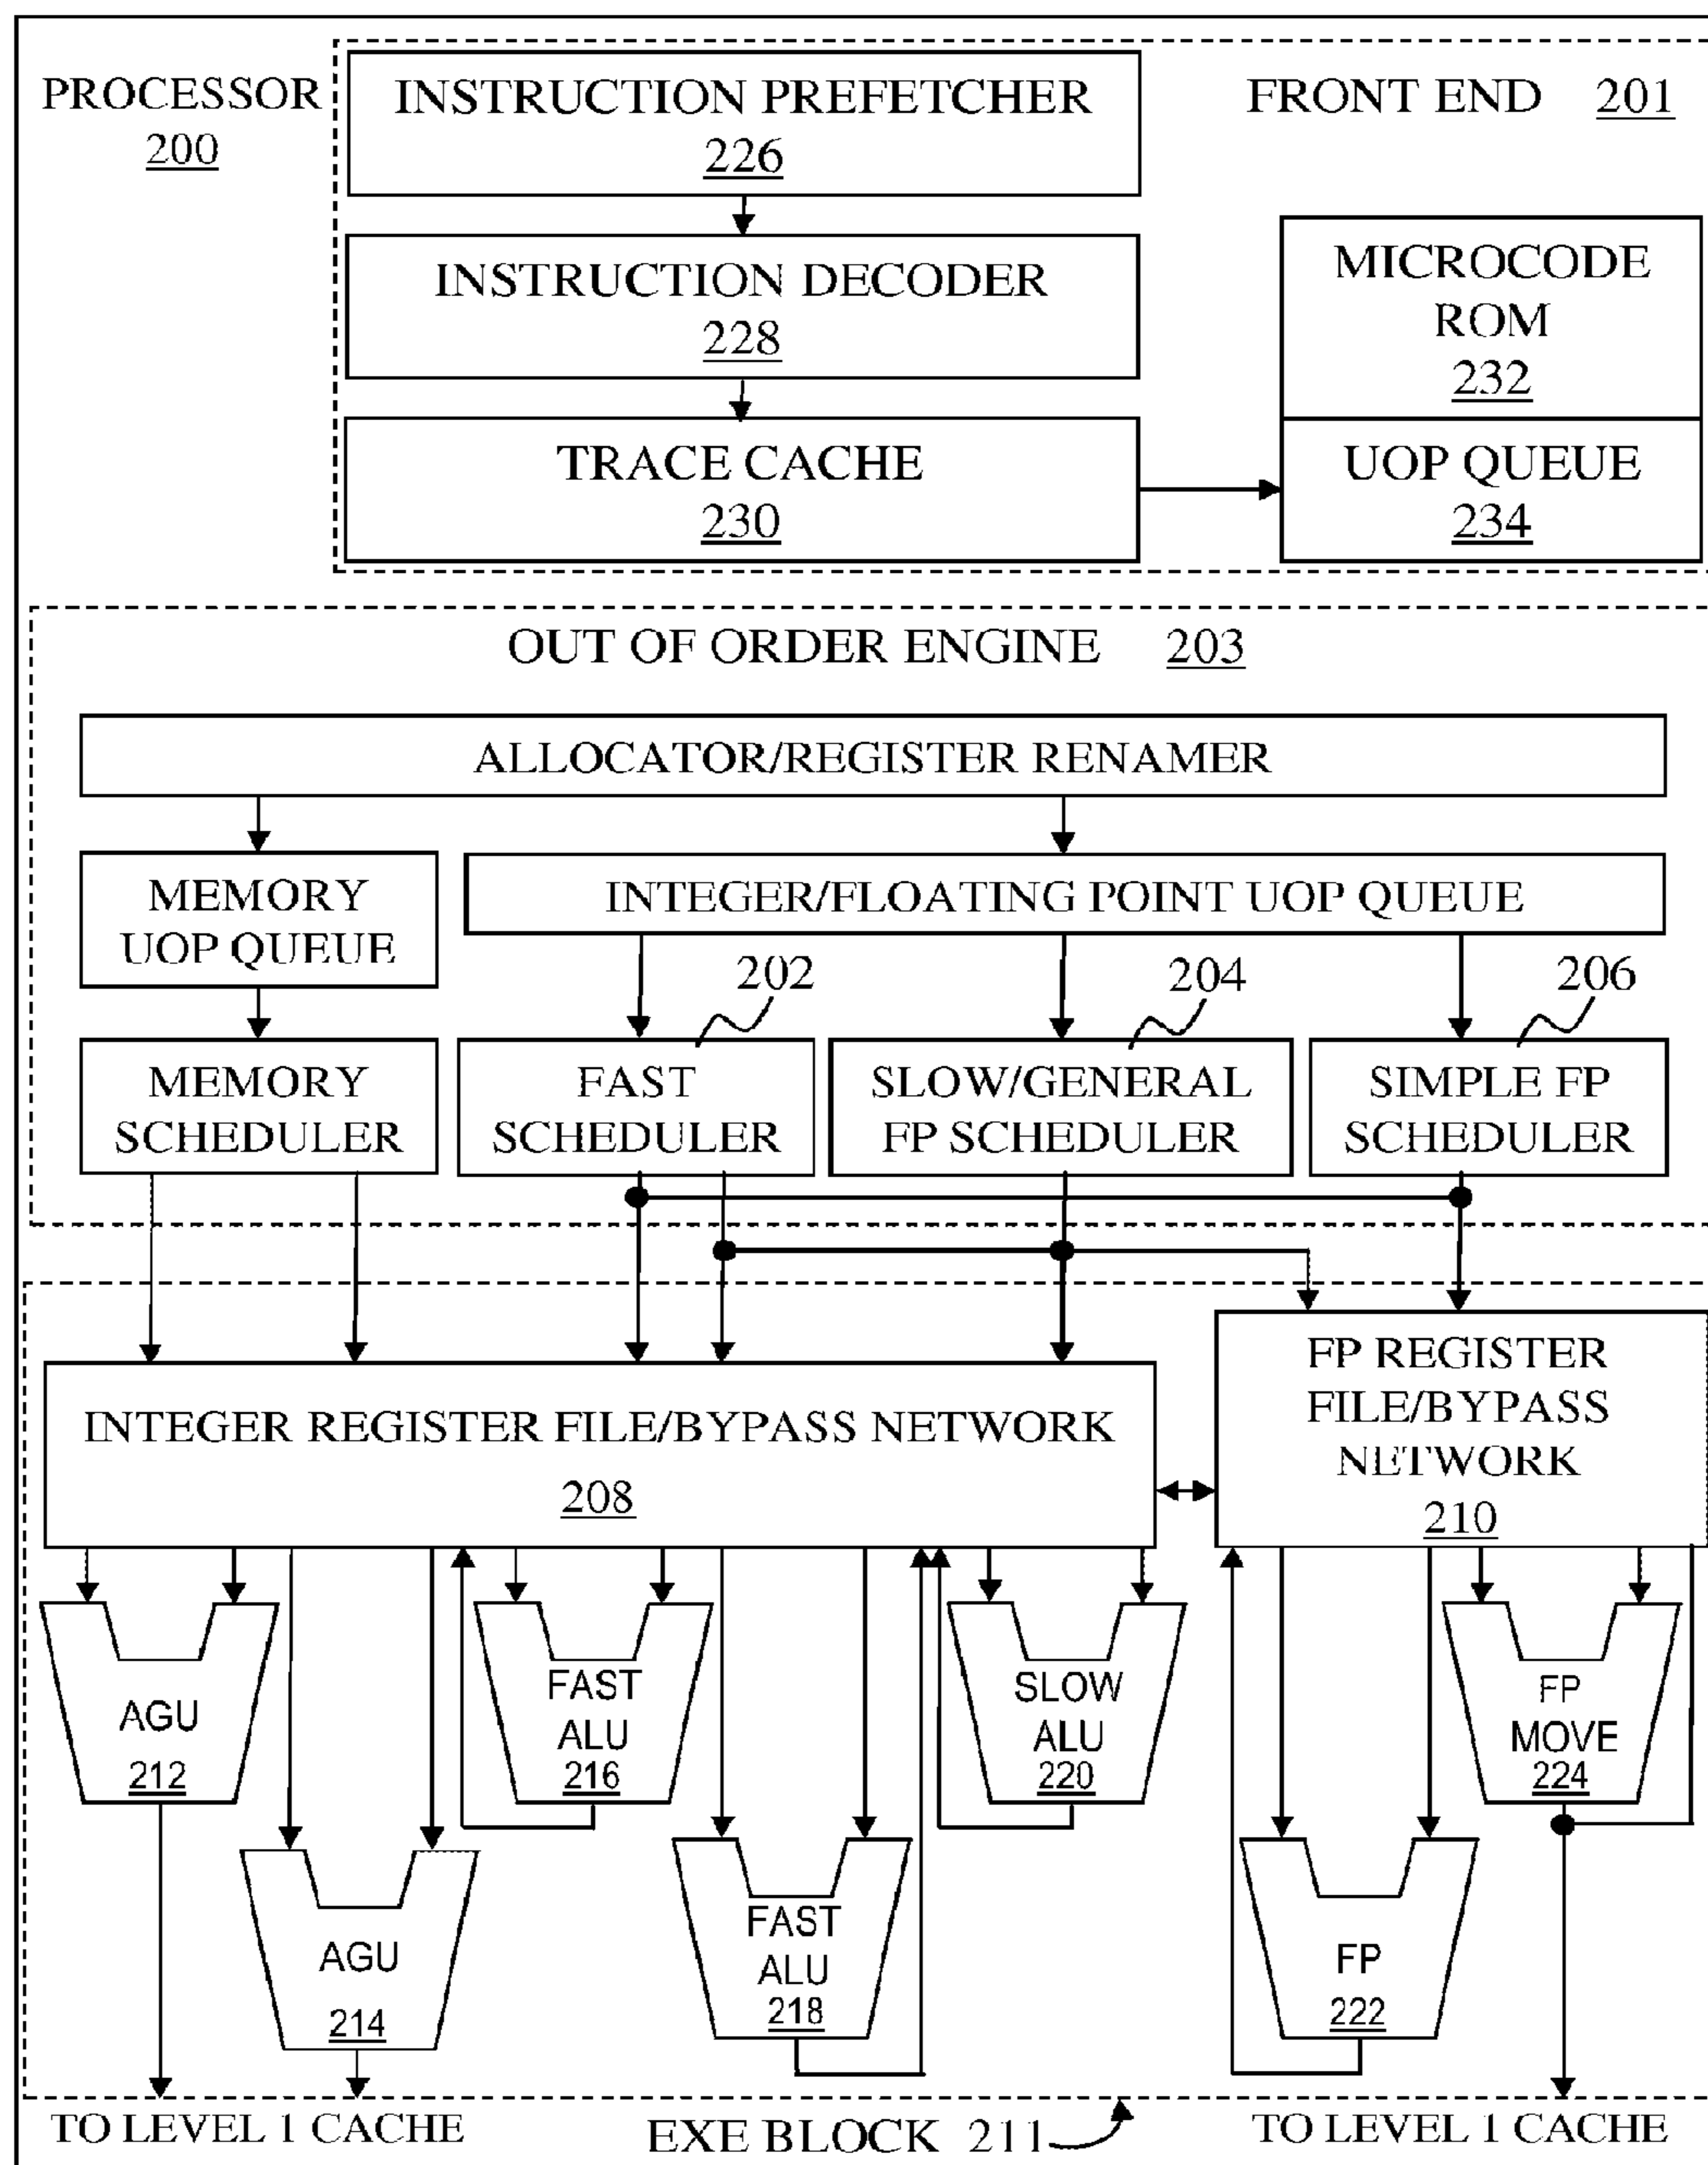 PROCESSOR
200
INSTRUCTION PREFETCHER
226
FRONT END 201
INSTRUCTION DECODER
228
MICROCODE
ROM
232
TRACE CACHE
230
UOP QUEUE
234
OUT OF ORDER ENGINE 203
ALLOCATOR/REGISTER RENAMER
MEMORY
UOP QUEUE
INTEGER/FLOATING POINT UOP QUEUE
202
204
206
MEMORY
SCHEDULER
FAST
SCHEDULER
SLOW/GENERAL
FP SCHEDULER
SIMPLE FP
SCHEDULER
INTEGER REGISTER FILE/BYPASS NETWORK
208
FP REGISTER
FILE/BYPASS
NETWORK
210
AGU
212
FAST
ALU
216
SLOW
ALU
220
FP
MOVE
224
AGU
214
FAST
ALU
218
FP
222
TO LEVEL 1 CACHE
EXE BLOCK 211
TO LEVEL 1 CACHE